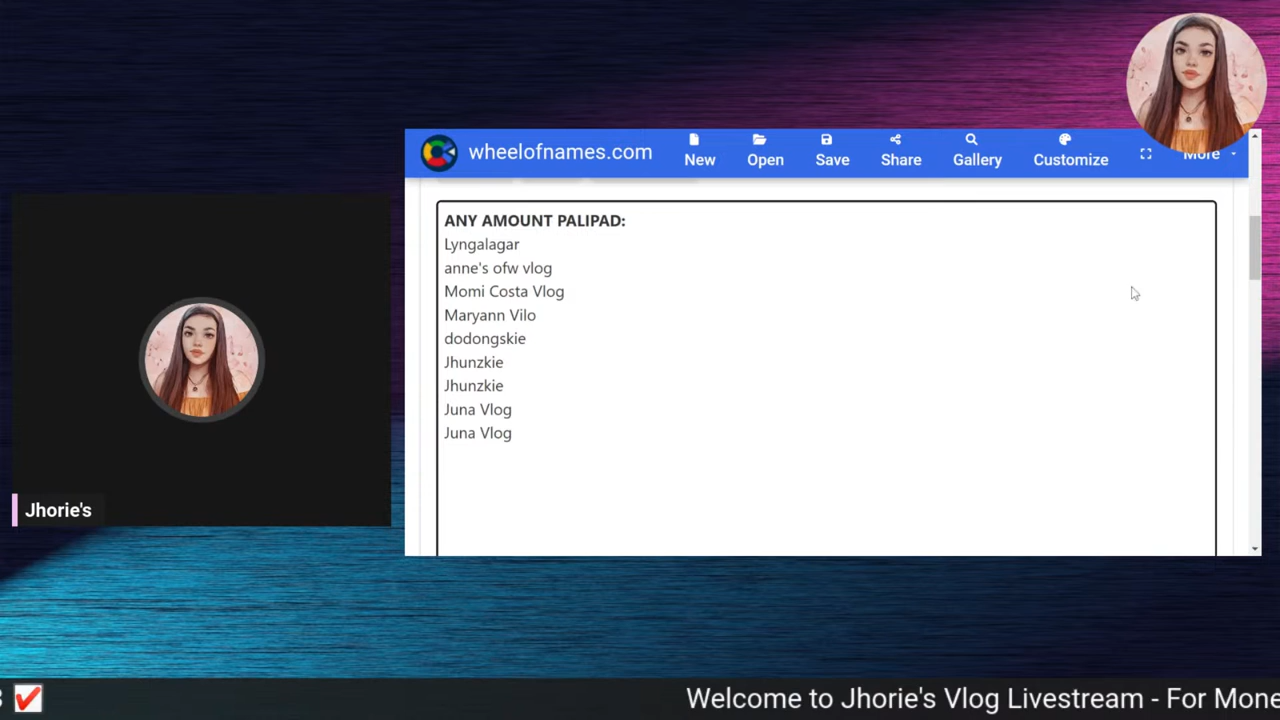 wheelofnames.com
New
Open
Save
Share
Gallery
Customize
More
ANY AMOUNT PALIPAD:
Lyngalagar
anne's ofw vlog
Momi Costa Vlog
Maryann Vilo
dodongskie
Jhunzkie
Jhunzkie
Juna Vlog
Juna Vlog
Jhorie's
Welcome to Jhorie's Vlog Livestream - For Mone